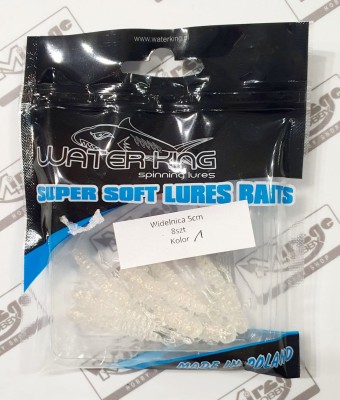 www.waterking.pl
WATER-KING
spinning lures
SUPER SOFT LURES BAITS
Widelnica 5cm
8szt
Kolor 1
MADE IN POLAND